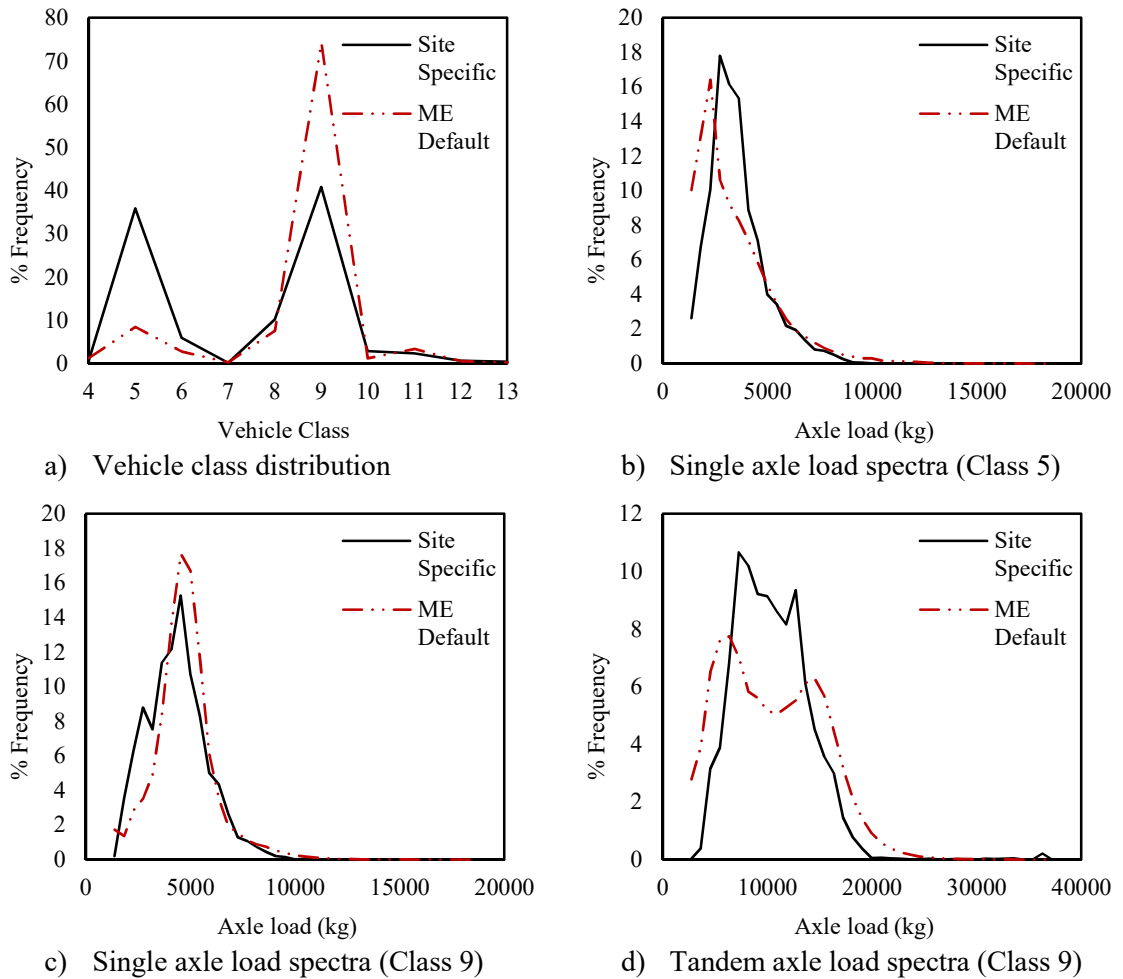 80
70
60
50
40
30
20
10
0
% Frequency
4 5 6 7 8 9 10 11 12 13
Vehicle Class
Site
Specific
ME
Default
a) Vehicle class distribution
20
18
16
14
12
10
8
6
4
2
0
% Frequency
0 5000 10000 15000 20000
Axle load (kg)
Site
Specific
ME
Default
b) Single axle load spectra (Class 5)
20
18
16
14
12
10
8
6
4
2
0
% Frequency
0 5000 10000 15000 20000
Axle load (kg)
Site
Specific
ME
Default
c) Single axle load spectra (Class 9)
12
10
8
6
4
2
0
% Frequency
0 10000 20000 30000 40000
Axle load (kg)
Site
Specific
ME
Default
d) Tandem axle load spectra (Class 9)